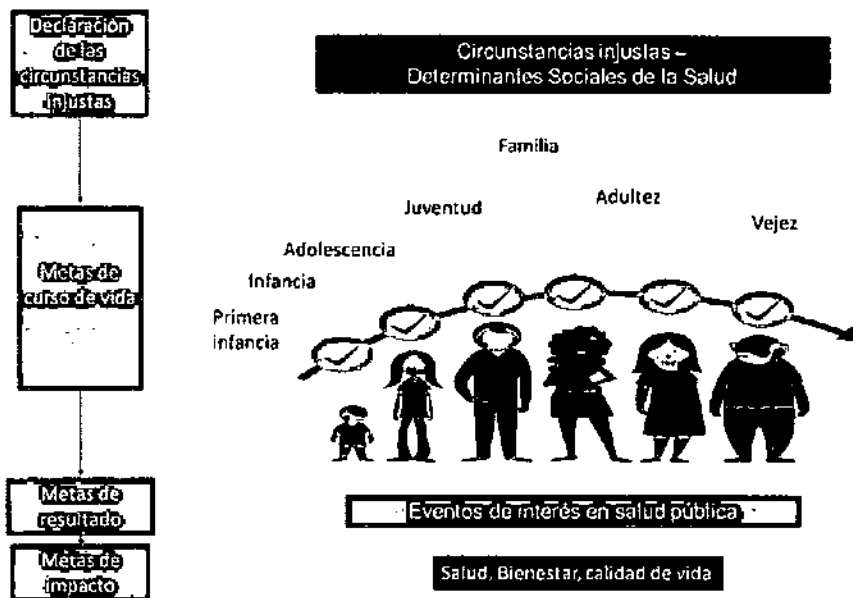 Declaración
de las
circunstancias
injustas
Circunstancias injustas –
Determinantes Sociales de la Salud
Familia
Juventud
Adultez
Vejez
Adolescencia
Infancia
Primera
infancia
Metas de
curso de vida
Metas de
resultado
Eventos de interés en salud pública
Metas de
impacto
Salud, Bienestar, calidad de vida